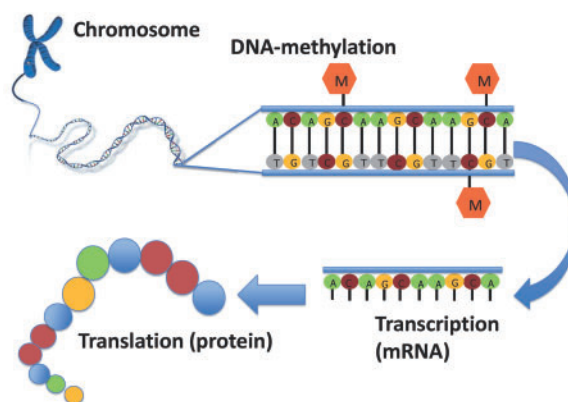 Chromosome
DNA-methylation
M M
A C A G C A A G C A A G C A
T G T C G T T C G T T C G T
M
A C A G C A A G C A
Transcription
(mRNA)
Translation (protein)